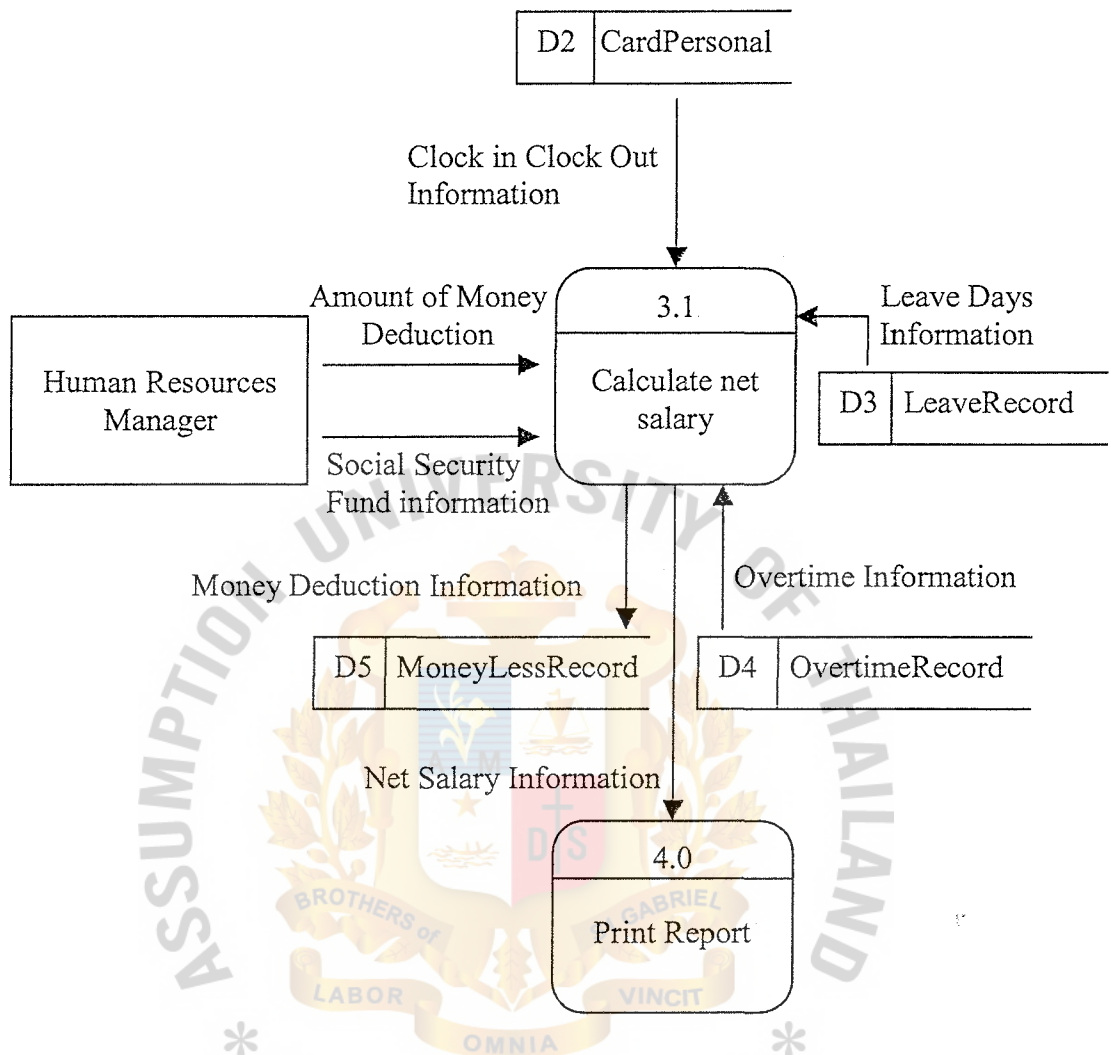 D2 CardPersonal
Clock in Clock Out
Information
Amount of Money
Deduction
3.1
Leave Days
Information
Human Resources
Manager
Calculate net
salary
D3 LeaveRecord
Social Security
Fund information
Money Deduction Information
Overtime Information
D5 MoneyLessRecord
D4 OvertimeRecord
Net Salary Information
4.0
Print Report
ASSUMPTION UNIVERSITY OF THAILAND
A M
D S
BROTHERS of
GABRIEL
LABOR
OMNIA
VINCIT